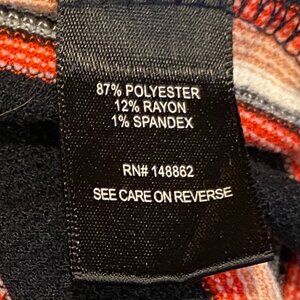 87% POLYESTER
12% RAYON
1% SPANDEX
RN# 148862
SEE CARE ON REVERSE